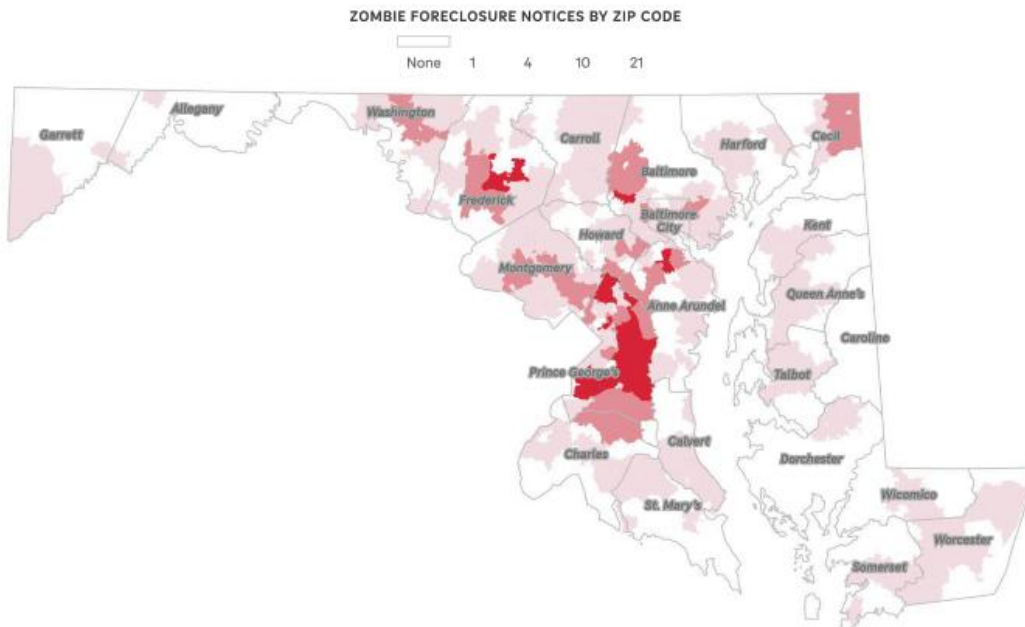 ZOMBIE FORECLOSURE NOTICES BY ZIP CODE
None 1 4 10 21
Garrett
Allegany
Washington
Frederick
Carroll
Baltimore
Harford
Cecil
Baltimore
City
Howard
Montgomery
Anne Arundel
Kent
Queen Anne's
Caroline
Talbot
Prince George's
Charles
Calvert
St. Mary's
Dorchester
Wicomico
Worcester
Somerset